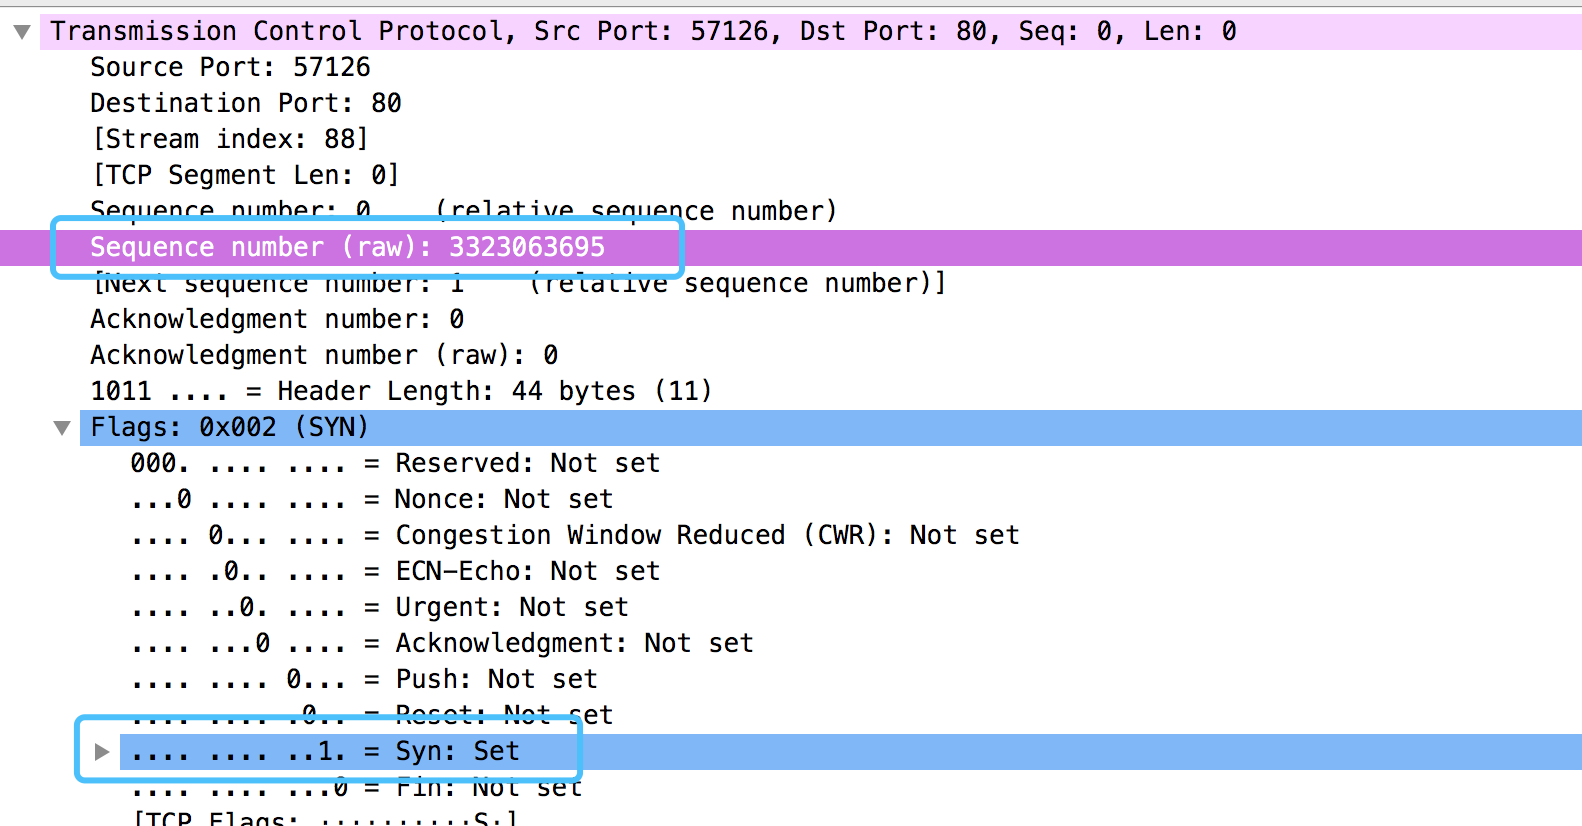 Transmission Control Protocol, Src Port: 57126, Dst Port: 80, Seq: 0, Len: 0
Source Port: 57126
Destination Port: 80
[Stream index: 88]
[TCP Segment Len: 0]
Sequence number: 0    (relative sequence number)
Sequence number (raw): 3323063695
[Next sequence number: 1    (relative sequence number)]
Acknowledgment number: 0
Acknowledgment number (raw): 0
1011 .... = Header Length: 44 bytes (11)
Flags: 0x002 (SYN)
000. .... .... = Reserved: Not set
...0 .... .... = Nonce: Not set
.... 0... .... = Congestion Window Reduced (CWR): Not set
.... .0.. .... = ECN-Echo: Not set
.... ..0. .... = Urgent: Not set
.... ...0 .... = Acknowledgment: Not set
.... .... 0... = Push: Not set
.... .... .0.. = Reset: Not set
.... .... ..1. = Syn: Set
.... .... ...0 = Fin: Not set
[TCP Flags: ··········S·]